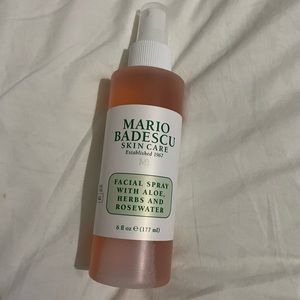 MARIO
BADESCU
SKIN CARE
Established 1967
FACIAL SPRAY
WITH ALOE,
HERBS AND
ROSEWATER
6 fl oz ℮ (177 ml)